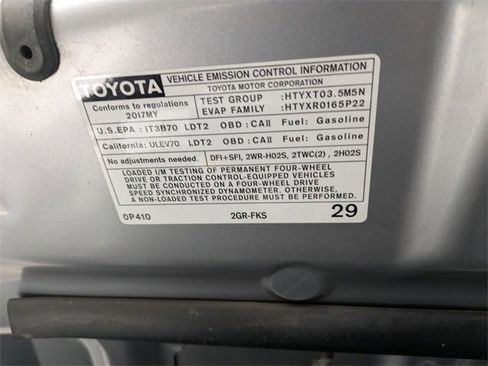 TOYOTA VEHICLE EMISSION CONTROL INFORMATION
TOYOTA MOTOR CORPORATION
Conforms to regulations
2017MY
TEST GROUP :HTYXT03.5M5N
EVAP FAMILY :HTYXR0165P22
U.S.EPA : IT3B70 LDT2 OBD :CAII Fuel: Gasoline
California: ULEV70 LDT2 OBD :CAII Fuel: Gasoline
No adjustments needed. DFI+SFI, 2WR-HO2S, 2TWC(2), 2HO2S
LOADED I/M TESTING OF PERMANENT FOUR-WHEEL
DRIVE OR TRACTION CONTROL-EQUIPPED VEHICLES
MUST BE CONDUCTED ON A FOUR-WHEEL DRIVE
SPEED SYNCHRONIZED DYNAMOMETER. OTHERWISE,
A NON-LOADED TEST PROCEDURE MUST BE PERFORMED.
0P410 2GR-FKS 29